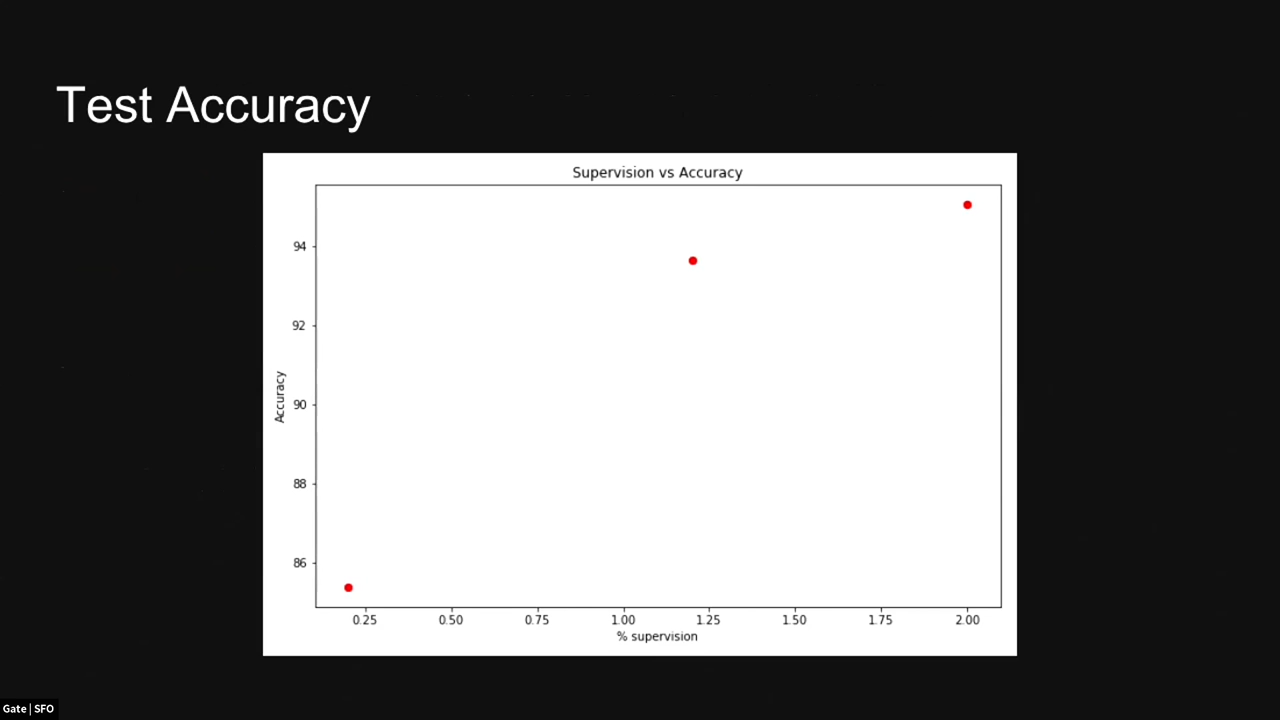 Test Accuracy
Supervision vs Accuracy
94
92
90
88
86
Accuracy
0.25 0.50 0.75 1.00 1.25 1.50 1.75 2.00
% supervision
Gate | SFO